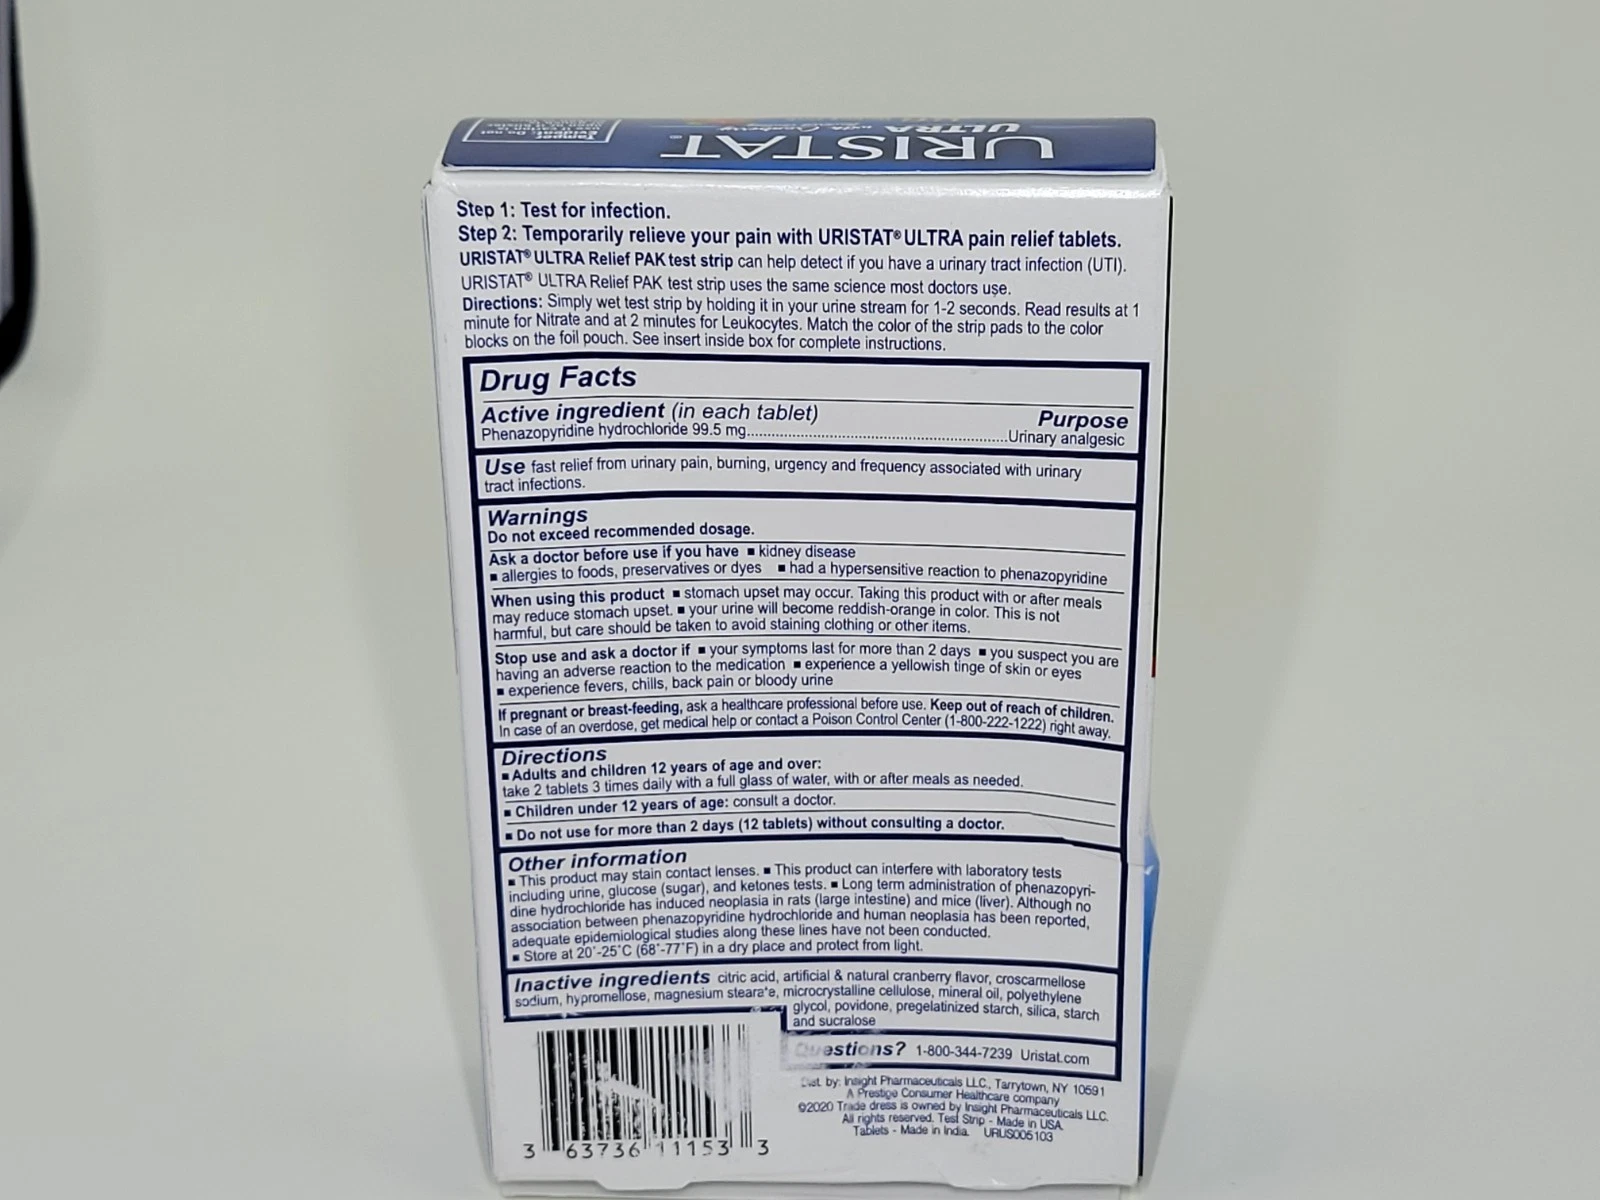 URISTAT®
ULTRA with Cranberry
Tamper
Evident: Do not
Step 1: Test for infection.
Step 2: Temporarily relieve your pain with URISTAT® ULTRA pain relief tablets.
URISTAT® ULTRA Relief PAK test strip can help detect if you have a urinary tract infection (UTI).
URISTAT® ULTRA Relief PAK test strip uses the same science most doctors use.
Directions: Simply wet test strip by holding it in your urine stream for 1-2 seconds. Read results at 1
minute for Nitrate and at 2 minutes for Leukocytes. Match the color of the strip pads to the color
blocks on the foil pouch. See insert inside box for complete instructions.
Drug Facts
Active ingredient (in each tablet) Purpose
Phenazopyridine hydrochloride 99.5 mg..........Urinary analgesic
Use fast relief from urinary pain, burning, urgency and frequency associated with urinary
tract infections.
Warnings
Do not exceed recommended dosage.
Ask a doctor before use if you have ■ kidney disease
■ allergies to foods, preservatives or dyes ■ had a hypersensitive reaction to phenazopyridine
When using this product ■ stomach upset may occur. Taking this product with or after meals
may reduce stomach upset. ■ your urine will become reddish-orange in color. This is not
harmful, but care should be taken to avoid staining clothing or other items.
Stop use and ask a doctor if ■ your symptoms last for more than 2 days ■ you suspect you are
having an adverse reaction to the medication ■ experience a yellowish tinge of skin or eyes
■ experience fevers, chills, back pain or bloody urine
If pregnant or breast-feeding, ask a healthcare professional before use. Keep out of reach of children.
In case of an overdose, get medical help or contact a Poison Control Center (1-800-222-1222) right away.
Directions
■ Adults and children 12 years of age and over:
take 2 tablets 3 times daily with a full glass of water, with or after meals as needed.
■ Children under 12 years of age: consult a doctor.
■ Do not use for more than 2 days (12 tablets) without consulting a doctor.
Other information
■ This product may stain contact lenses. ■ This product can interfere with laboratory tests
including urine, glucose (sugar), and ketones tests. ■ Long term administration of phenazopyri-
dine hydrochloride has induced neoplasia in rats (large intestine) and mice (liver). Although no
association between phenazopyridine hydrochloride and human neoplasia has been reported,
adequate epidemiological studies along these lines have not been conducted.
■ Store at 20°-25°C (68°-77°F) in a dry place and protect from light.
Inactive ingredients citric acid, artificial & natural cranberry flavor, croscarmellose
sodium, hypromellose, magnesium stearate, microcrystalline cellulose, mineral oil, polyethylene
glycol, povidone, pregelatinized starch, silica, starch
and sucralose
Questions? 1-800-344-7239 Uristat.com
Dist. by: Insight Pharmaceuticals LLC., Tarrytown, NY 10591
A Prestige Consumer Healthcare company
©2020 Trade dress is owned by Insight Pharmaceuticals LLC.
All rights reserved. Test Strip - Made in USA.
Tablets - Made in India. URUS005103
3 63736 11153 3